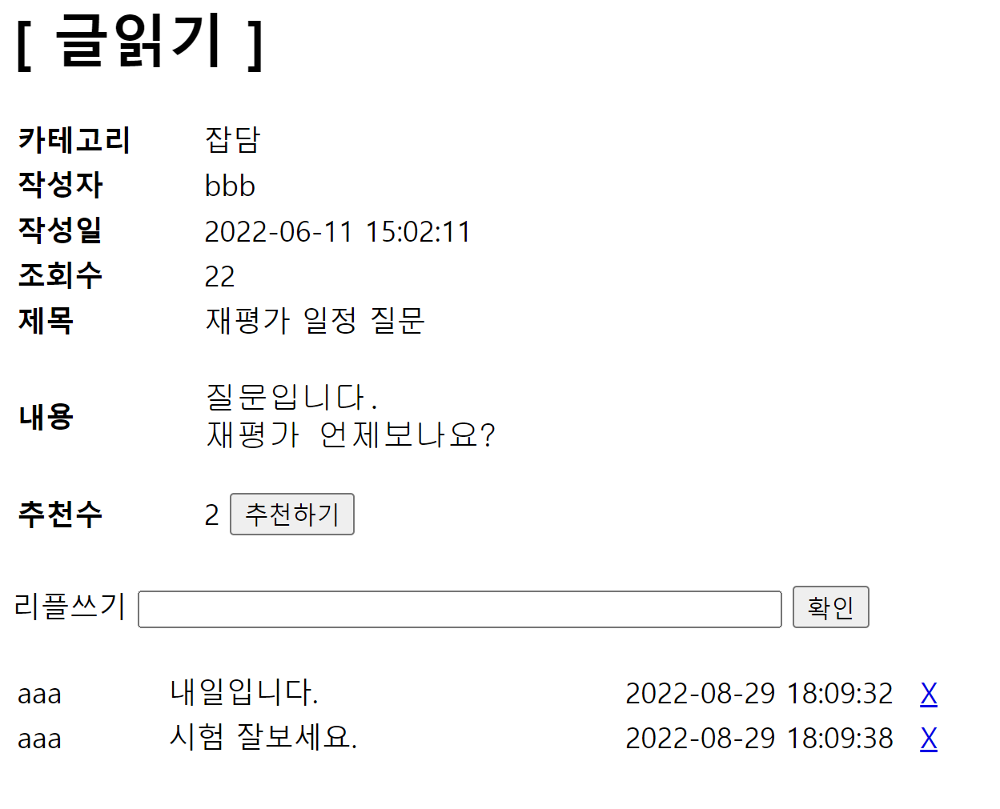 [ 글읽기 ]
카테고리 잡담
작성자 bbb
작성일 2022-06-11 15:02:11
조회수 22
제목 재평가 일정 질문
내용 질문입니다.
재평가 언제보나요?
추천수 2 추천하기
리플쓰기 확인
aaa 내일입니다. 2022-08-29 18:09:32 X
aaa 시험 잘보세요. 2022-08-29 18:09:38 X